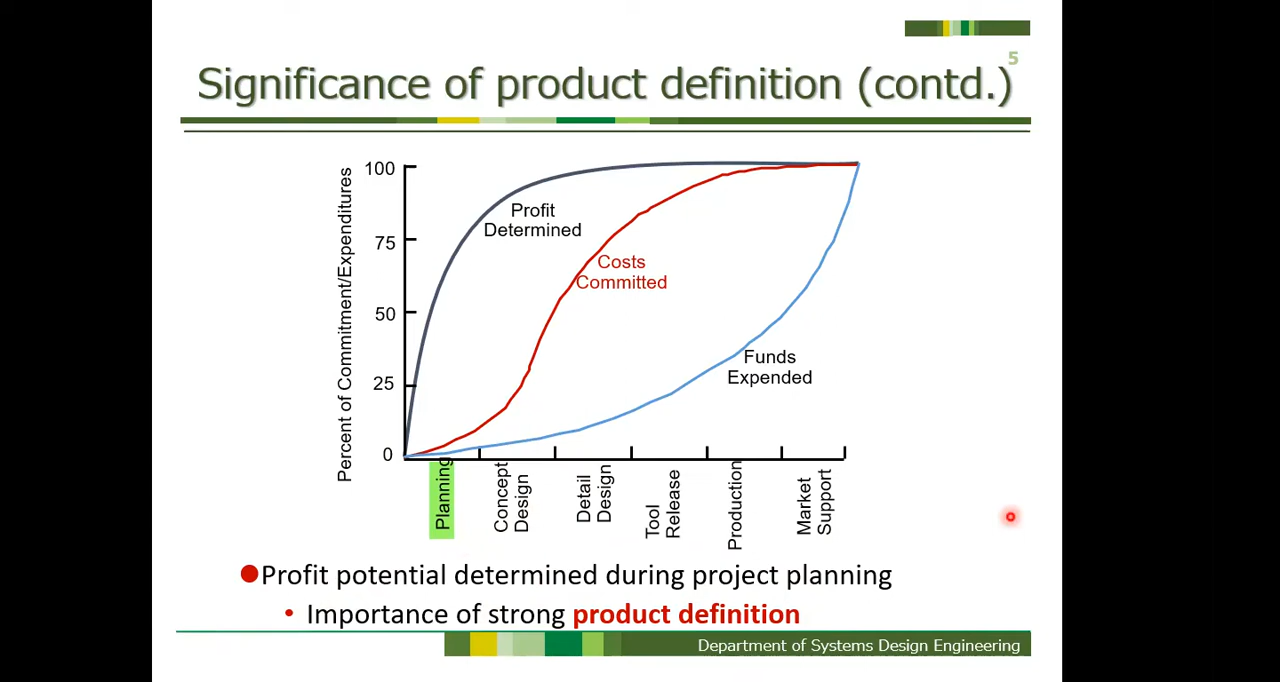 5
Significance of product definition (contd.)
Percent of Commitment/Expenditures
100
75
50
25
0
Profit
Determined
Costs
Committed
Funds
Expended
Planning
Concept
Design
Detail
Design
Tool
Release
Production
Market
Support
Profit potential determined during project planning
• Importance of strong product definition
Department of Systems Design Engineering